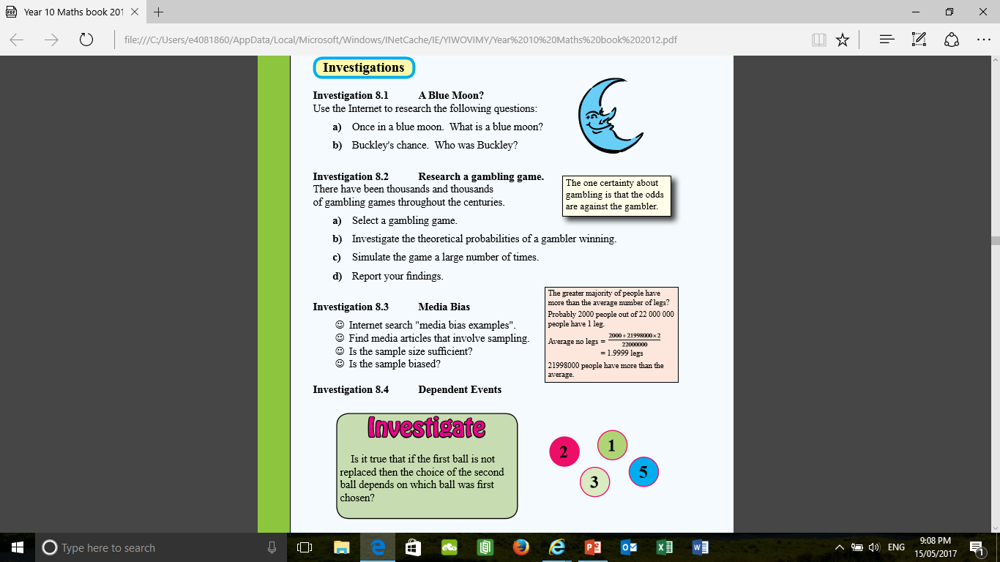 Year 10 Maths book 201
file:///C:/Users/e4081860/AppData/Local/Microsoft/Windows/INetCache/IE/YIWOVIMY/Year%2010%20Maths%20book%202012.pdf
Investigations
Investigation 8.1 A Blue Moon?
Use the Internet to research the following questions:
a) Once in a blue moon. What is a blue moon?
b) Buckley's chance. Who was Buckley?
Investigation 8.2 Research a gambling game.
There have been thousands and thousands
of gambling games throughout the centuries.
The one certainty about
gambling is that the odds
are against the gambler.
a) Select a gambling game.
b) Investigate the theoretical probabilities of a gambler winning.
c) Simulate the game a large number of times.
d) Report your findings.
Investigation 8.3 Media Bias
☺ Internet search "media bias examples".
☺ Find media articles that involve sampling.
☺ Is the sample size sufficient?
☺ Is the sample biased?
The greater majority of people have
more than the average number of legs?
Probably 2000 people out of 22 000 000
people have 1 leg.
Average no legs = 2000+21998000×2 / 22000000
= 1.9999 legs
21998000 people have more than the
average.
Investigation 8.4 Dependent Events
Investigate
Is it true that if the first ball is not
replaced then the choice of the second
ball depends on which ball was first
chosen?
2
1
3
5
Type here to search
ENG
9:08 PM
15/05/2017
1